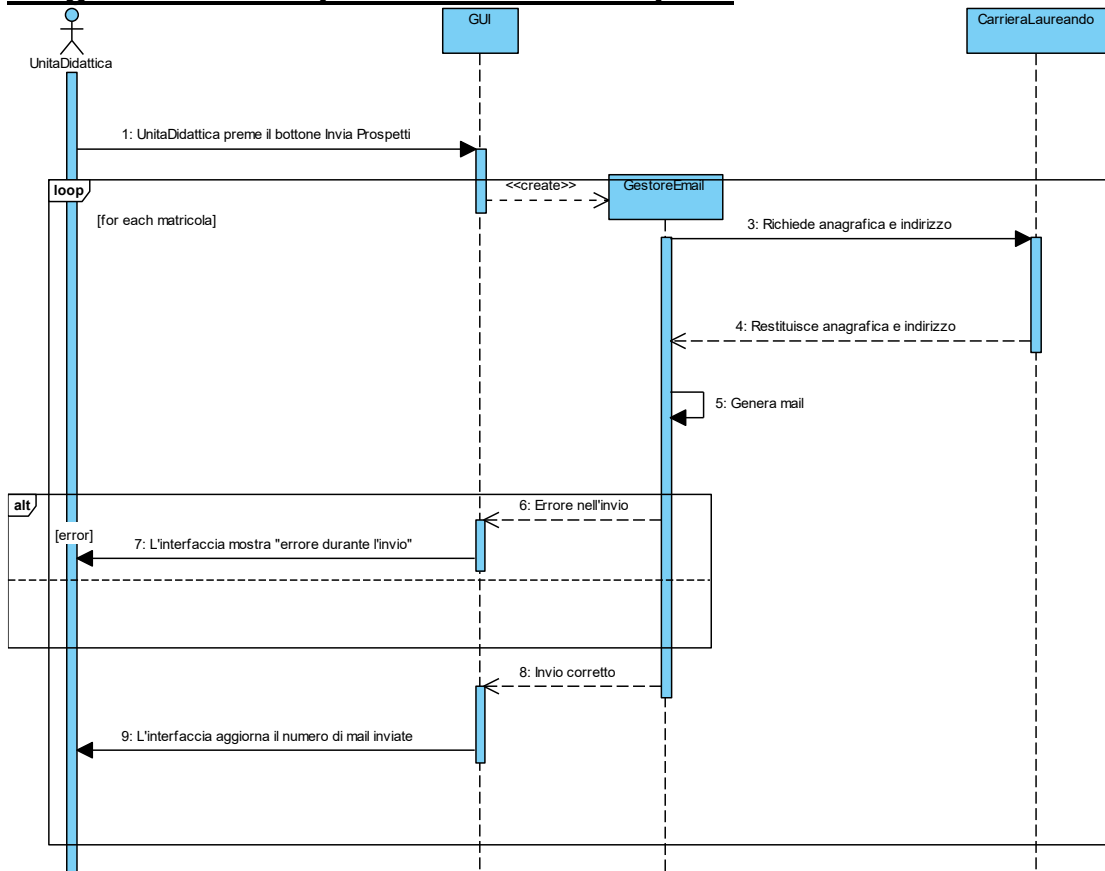 GUI
CarrieraLaureando
UnitaDidattica
1: UnitaDidattica preme il bottone Invia Prospetti
loop
<<create>>
GestoreEmail
[for each matricola]
3: Richiede anagrafica e indirizzo
4: Restituisce anagrafica e indirizzo
5: Genera mail
alt
6: Errore nell'invio
[error]
7: L'interfaccia mostra "errore durante l'invio"
8: Invio corretto
9: L'interfaccia aggiorna il numero di mail inviate